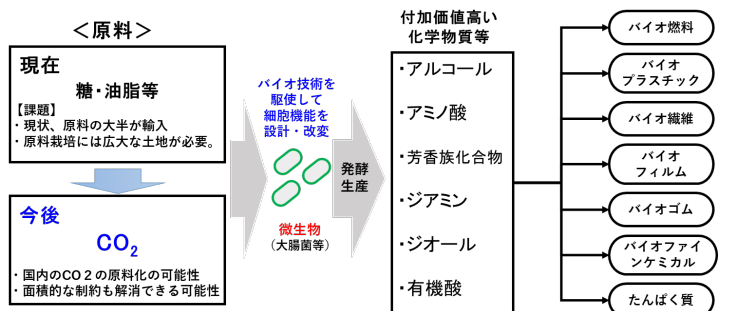 ＜原料＞
現在
糖・油脂等
【課題】
・現状、原料の大半が輸入
・原料栽培には広大な土地が必要。
今後
CO2
・国内のCO２の原料化の可能性
・面積的な制約も解消できる可能性
バイオ技術を
駆使して
細胞機能を
設計・改変
微生物
（大腸菌等）
発酵
生産
付加価値高い
化学物質等
・アルコール
・アミノ酸
・芳香族化合物
・ジアミン
・ジオール
・有機酸
バイオ燃料
バイオ
プラスチック
バイオ繊維
バイオ
フィルム
バイオゴム
バイオファイ
ンケミカル
たんぱく質